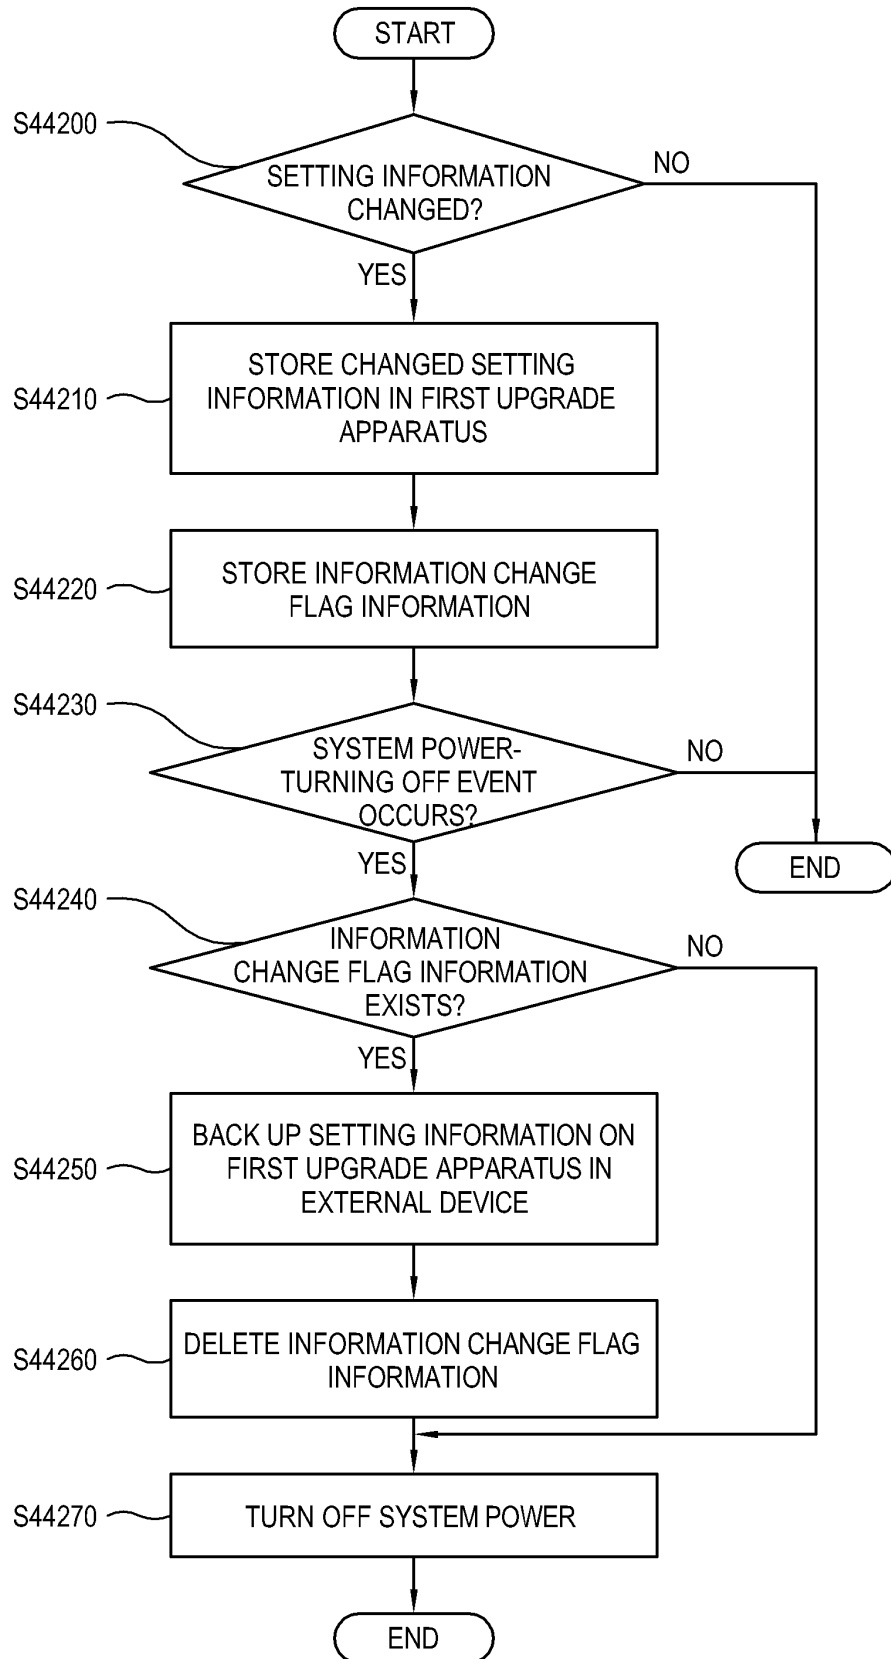 START
S44200
SETTING INFORMATION
CHANGED?
NO
YES
S44210
STORE CHANGED SETTING
INFORMATION IN FIRST UPGRADE
APPARATUS
S44220
STORE INFORMATION CHANGE
FLAG INFORMATION
S44230
SYSTEM POWER-
TURNING OFF EVENT
OCCURS?
NO
YES
END
S44240
INFORMATION
CHANGE FLAG INFORMATION
EXISTS?
NO
YES
S44250
BACK UP SETTING INFORMATION ON
FIRST UPGRADE APPARATUS IN
EXTERNAL DEVICE
S44260
DELETE INFORMATION CHANGE FLAG
INFORMATION
S44270
TURN OFF SYSTEM POWER
END